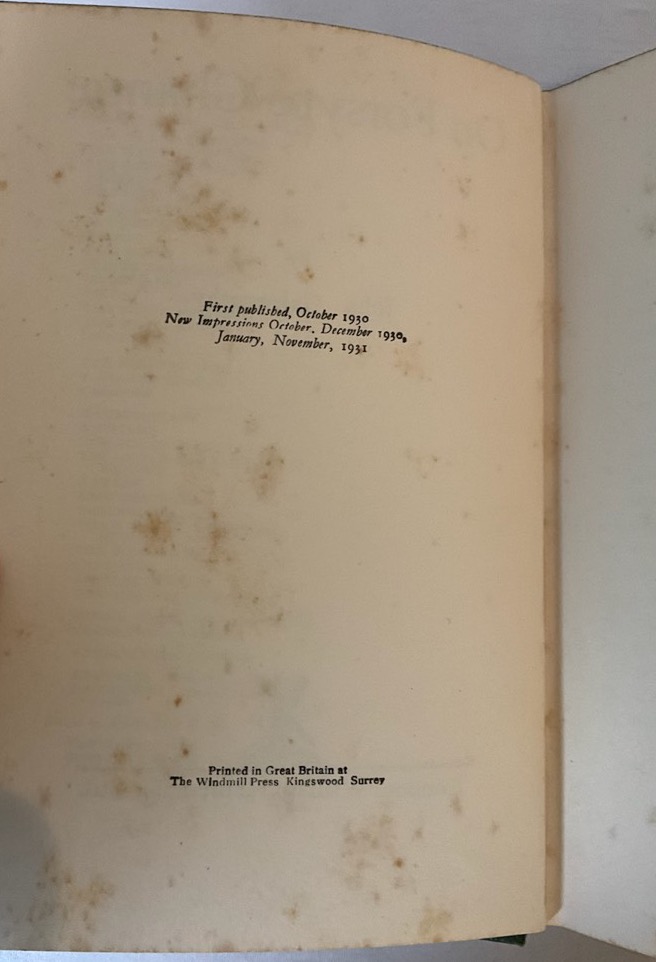 First published, October 1930
New Impressions October. December 1930,
January, November, 1931
Printed in Great Britain at
The Windmill Press Kingswood Surrey